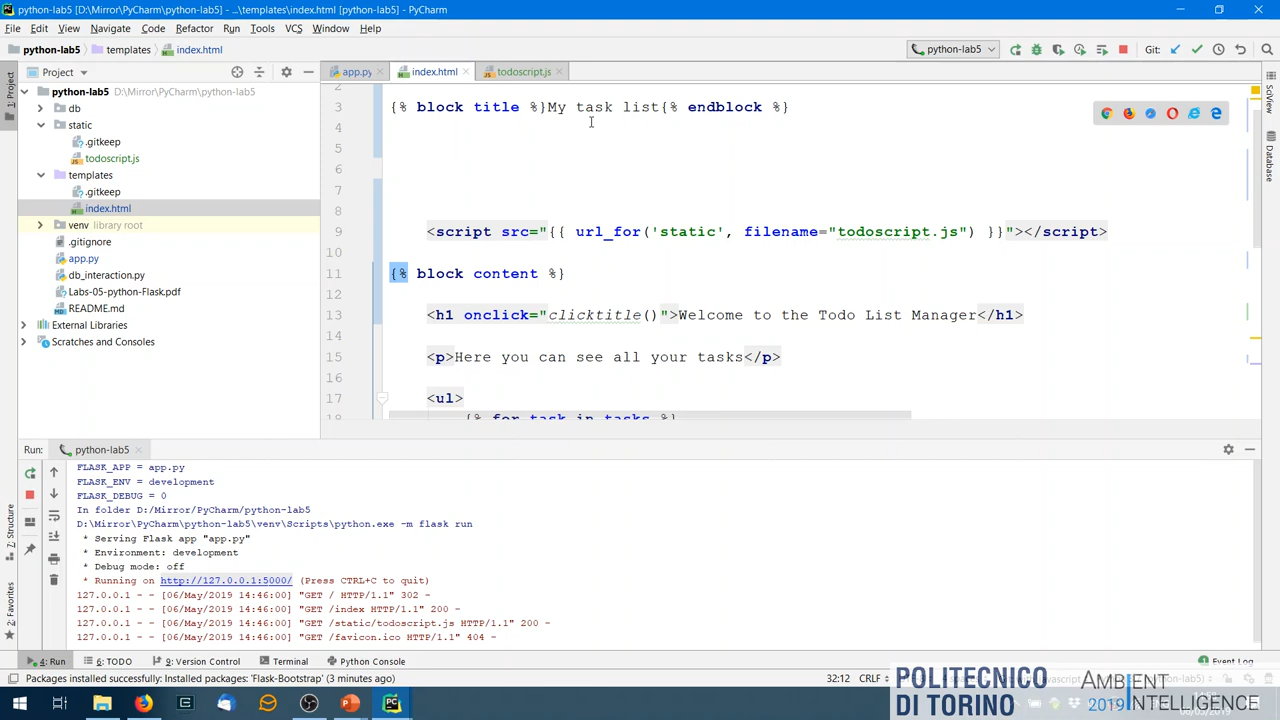 python-lab5 [D:\Mirror\PyCharm\python-lab5] - ...\templates\index.html [python-lab5] - PyCharm
File Edit View Navigate Code Refactor Run Tools VCS Window Help
python-lab5 templates index.html python-lab5 Git:
Project app.py index.html todoscript.js
python-lab5 D:\Mirror\PyCharm\python-lab5
db
static
.gitkeep
todoscript.js
templates
.gitkeep
index.html
venv library root
.gitignore
app.py
db_interaction.py
Labs-05-python-Flask.pdf
README.md
External Libraries
Scratches and Consoles
1: Project
7: Structure
2: Favorites
SciView
Database
2
3 {% block title %}My task list{% endblock %}
4
5
6
7
8
9 <script src="{{ url_for('static', filename="todoscript.js") }}"></script>
10
11 {% block content %}
12
13 <h1 onclick="clicktitle()">Welcome to the Todo List Manager</h1>
14
15 <p>Here you can see all your tasks</p>
16
17 <ul>
18 {% for task in tasks %}
Run: python-lab5
FLASK_APP = app.py
FLASK_ENV = development
FLASK_DEBUG = 0
In folder D:/Mirror/PyCharm/python-lab5
D:\Mirror\PyCharm\python-lab5\venv\Scripts\python.exe -m flask run
* Serving Flask app "app.py"
* Environment: development
* Debug mode: off
* Running on http://127.0.0.1:5000/ (Press CTRL+C to quit)
127.0.0.1 - - [06/May/2019 14:46:00] "GET / HTTP/1.1" 302 -
127.0.0.1 - - [06/May/2019 14:46:00] "GET /index HTTP/1.1" 200 -
127.0.0.1 - - [06/May/2019 14:46:00] "GET /static/todoscript.js HTTP/1.1" 200 -
127.0.0.1 - - [06/May/2019 14:46:00] "GET /favicon.ico HTTP/1.1" 404 -
4: Run 6: TODO 9: Version Control Terminal Python Console Event Log
Packages installed successfully: Installed packages: 'Flask-Bootstrap' (3 minutes ago) 32:12 CRLF
POLITECNICO
DI TORINO
AMBIENT
2019 INTELLIGENCE